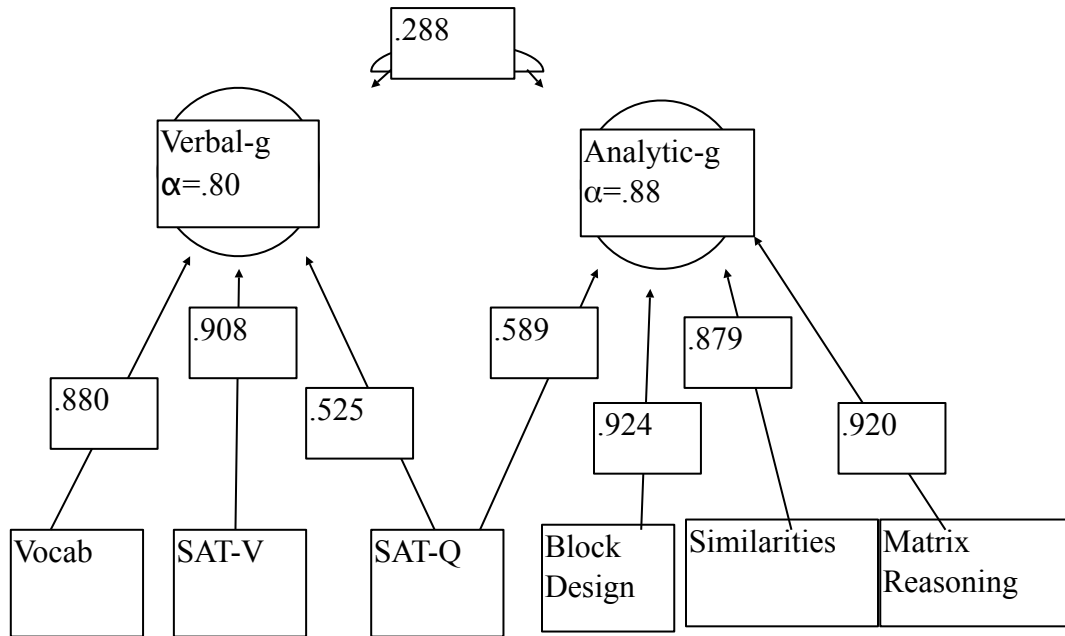 .288
Verbal-g
α=.80
Analytic-g
α=.88
.908
.589
.879
.880
.525
.924
.920
Vocab
SAT-V
SAT-Q
Block
Design
Similarities
Matrix
Reasoning